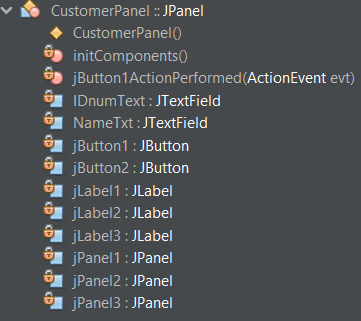 CustomerPanel :: JPanel
CustomerPanel()
initComponents()
jButton1ActionPerformed(ActionEvent evt)
IDnumText : JTextField
NameTxt : JTextField
jButton1 : JButton
jButton2 : JButton
jLabel1 : JLabel
jLabel2 : JLabel
jLabel3 : JLabel
jPanel1 : JPanel
jPanel2 : JPanel
jPanel3 : JPanel